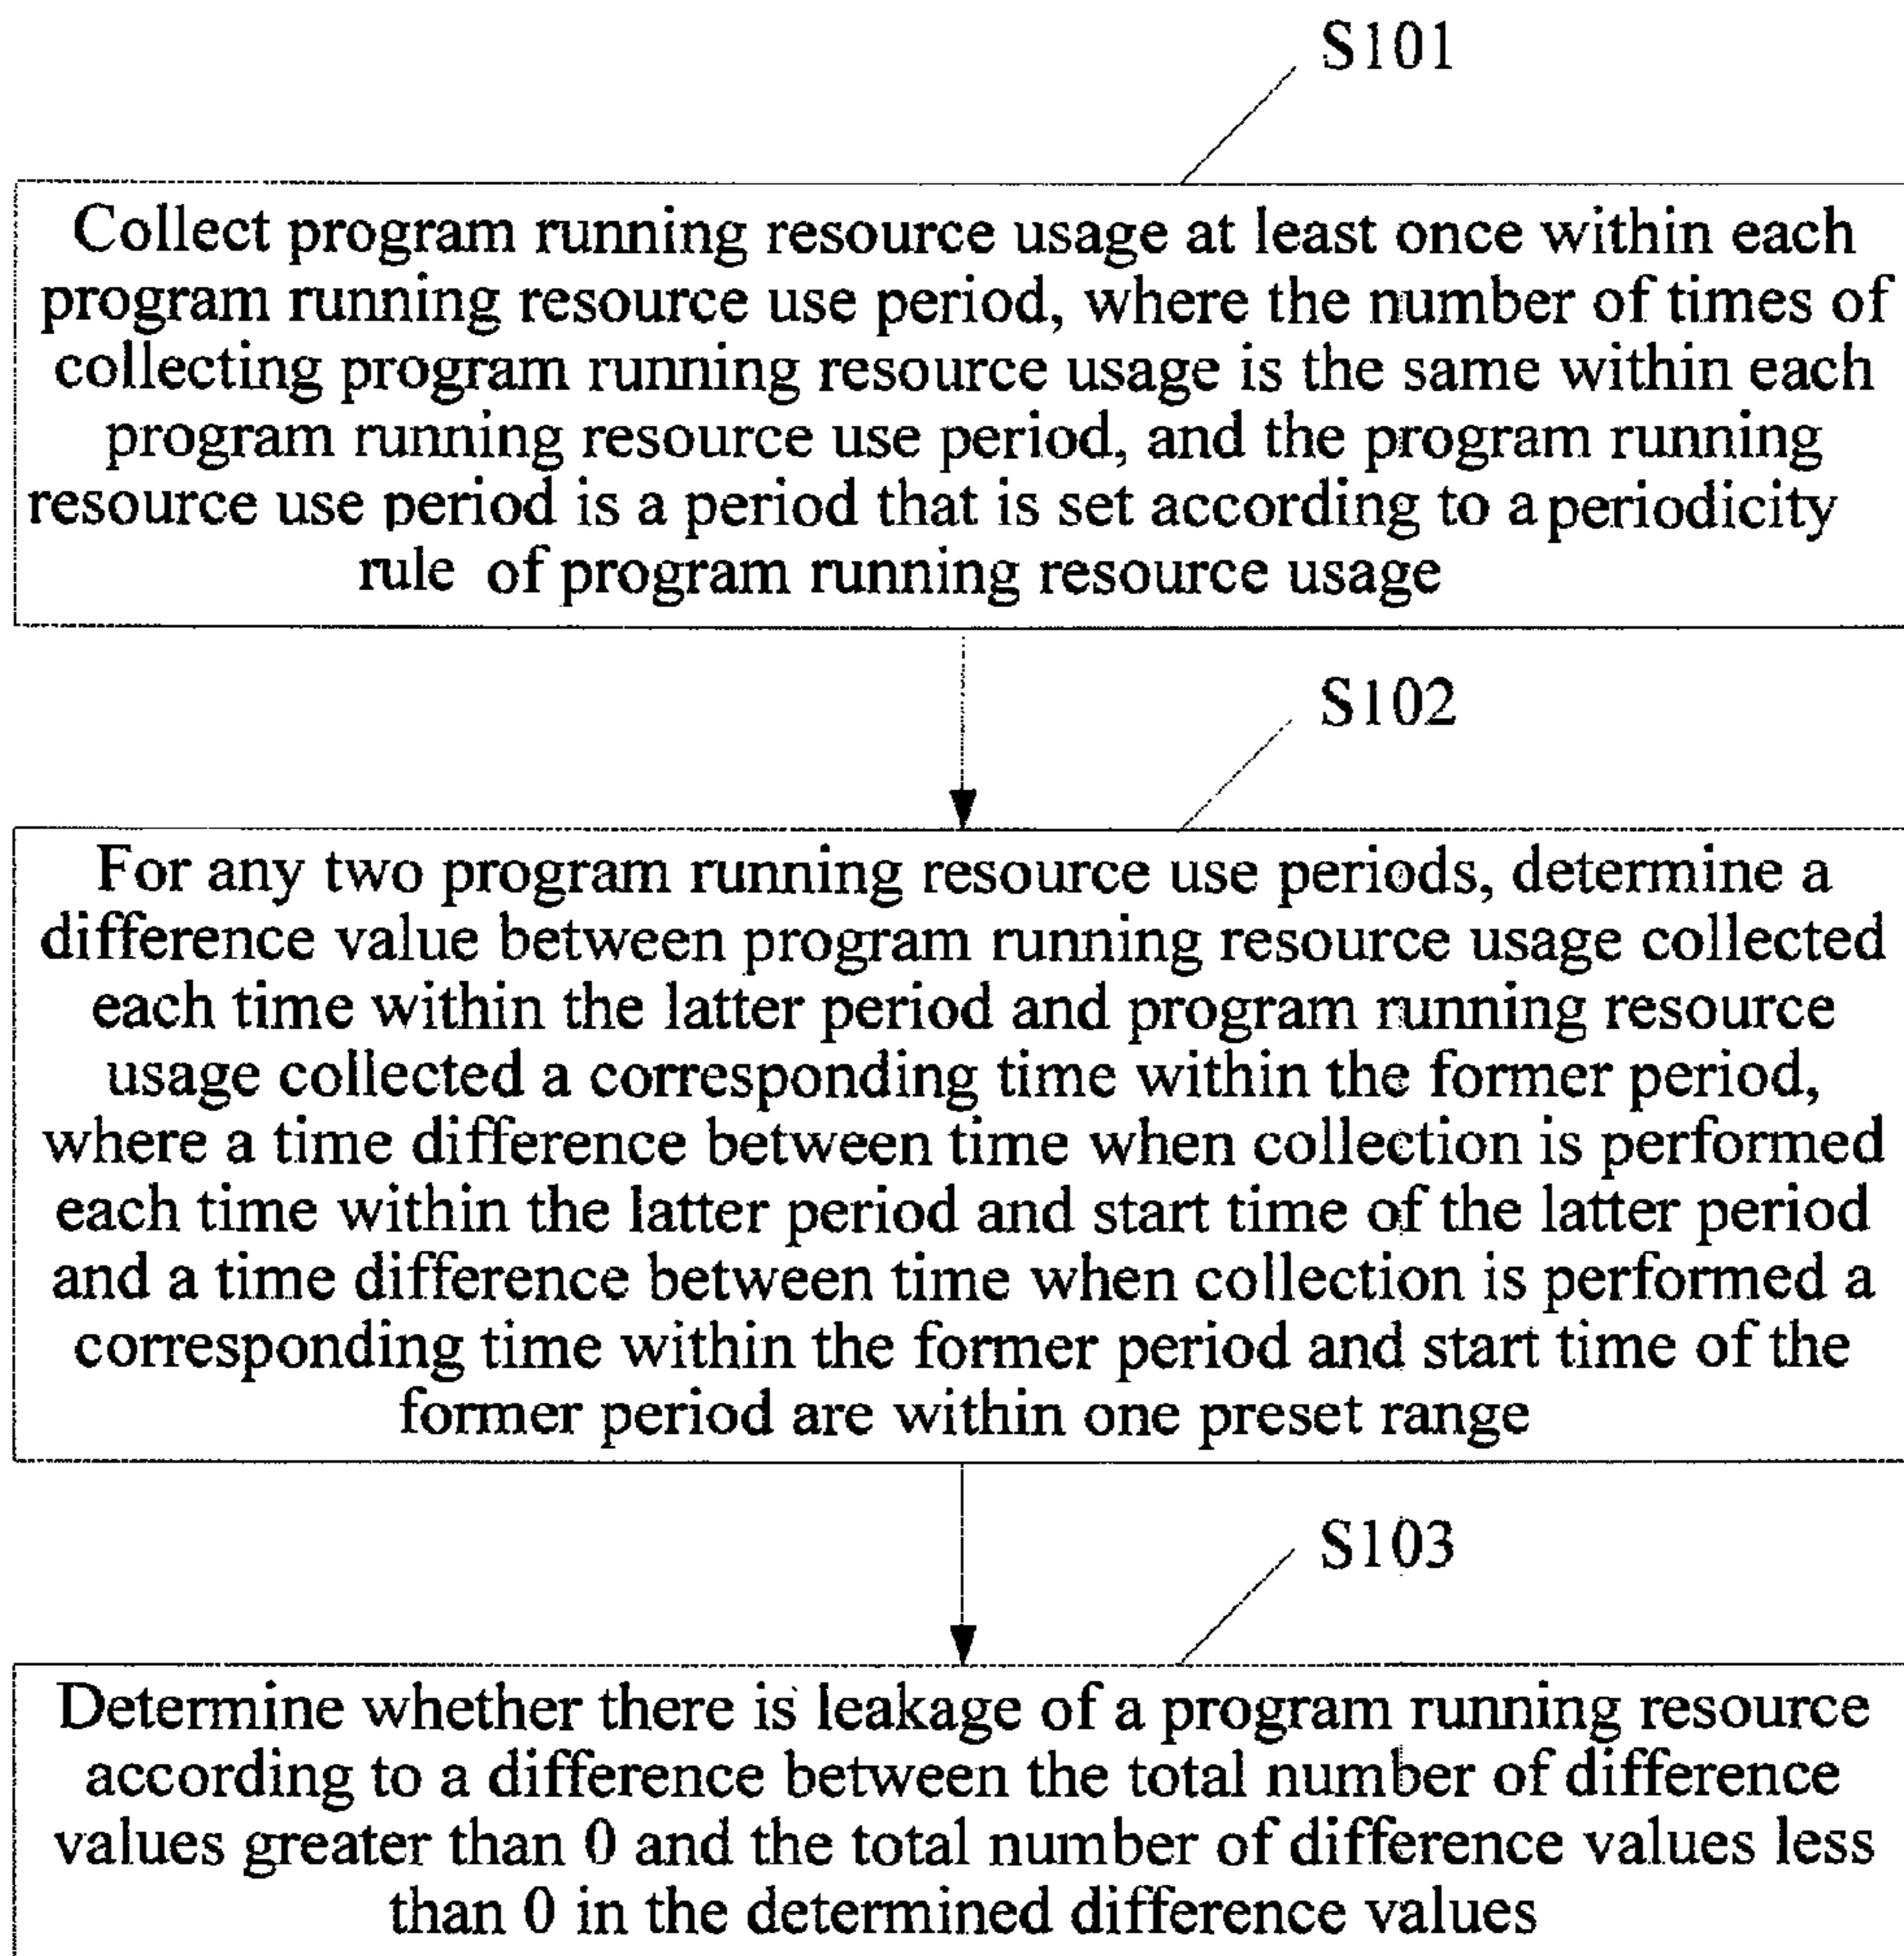 S101
Collect program running resource usage at least once within each
program running resource use period, where the number of times of
collecting program running resource usage is the same within each
program running resource use period, and the program running
resource use period is a period that is set according to a periodicity
rule of program running resource usage
S102
For any two program running resource use periods, determine a
difference value between program running resource usage collected
each time within the latter period and program running resource
usage collected a corresponding time within the former period,
where a time difference between time when collection is performed
each time within the latter period and start time of the latter period
and a time difference between time when collection is performed a
corresponding time within the former period and start time of the
former period are within one preset range
S103
Determine whether there is leakage of a program running resource
according to a difference between the total number of difference
values greater than 0 and the total number of difference values less
than 0 in the determined difference values